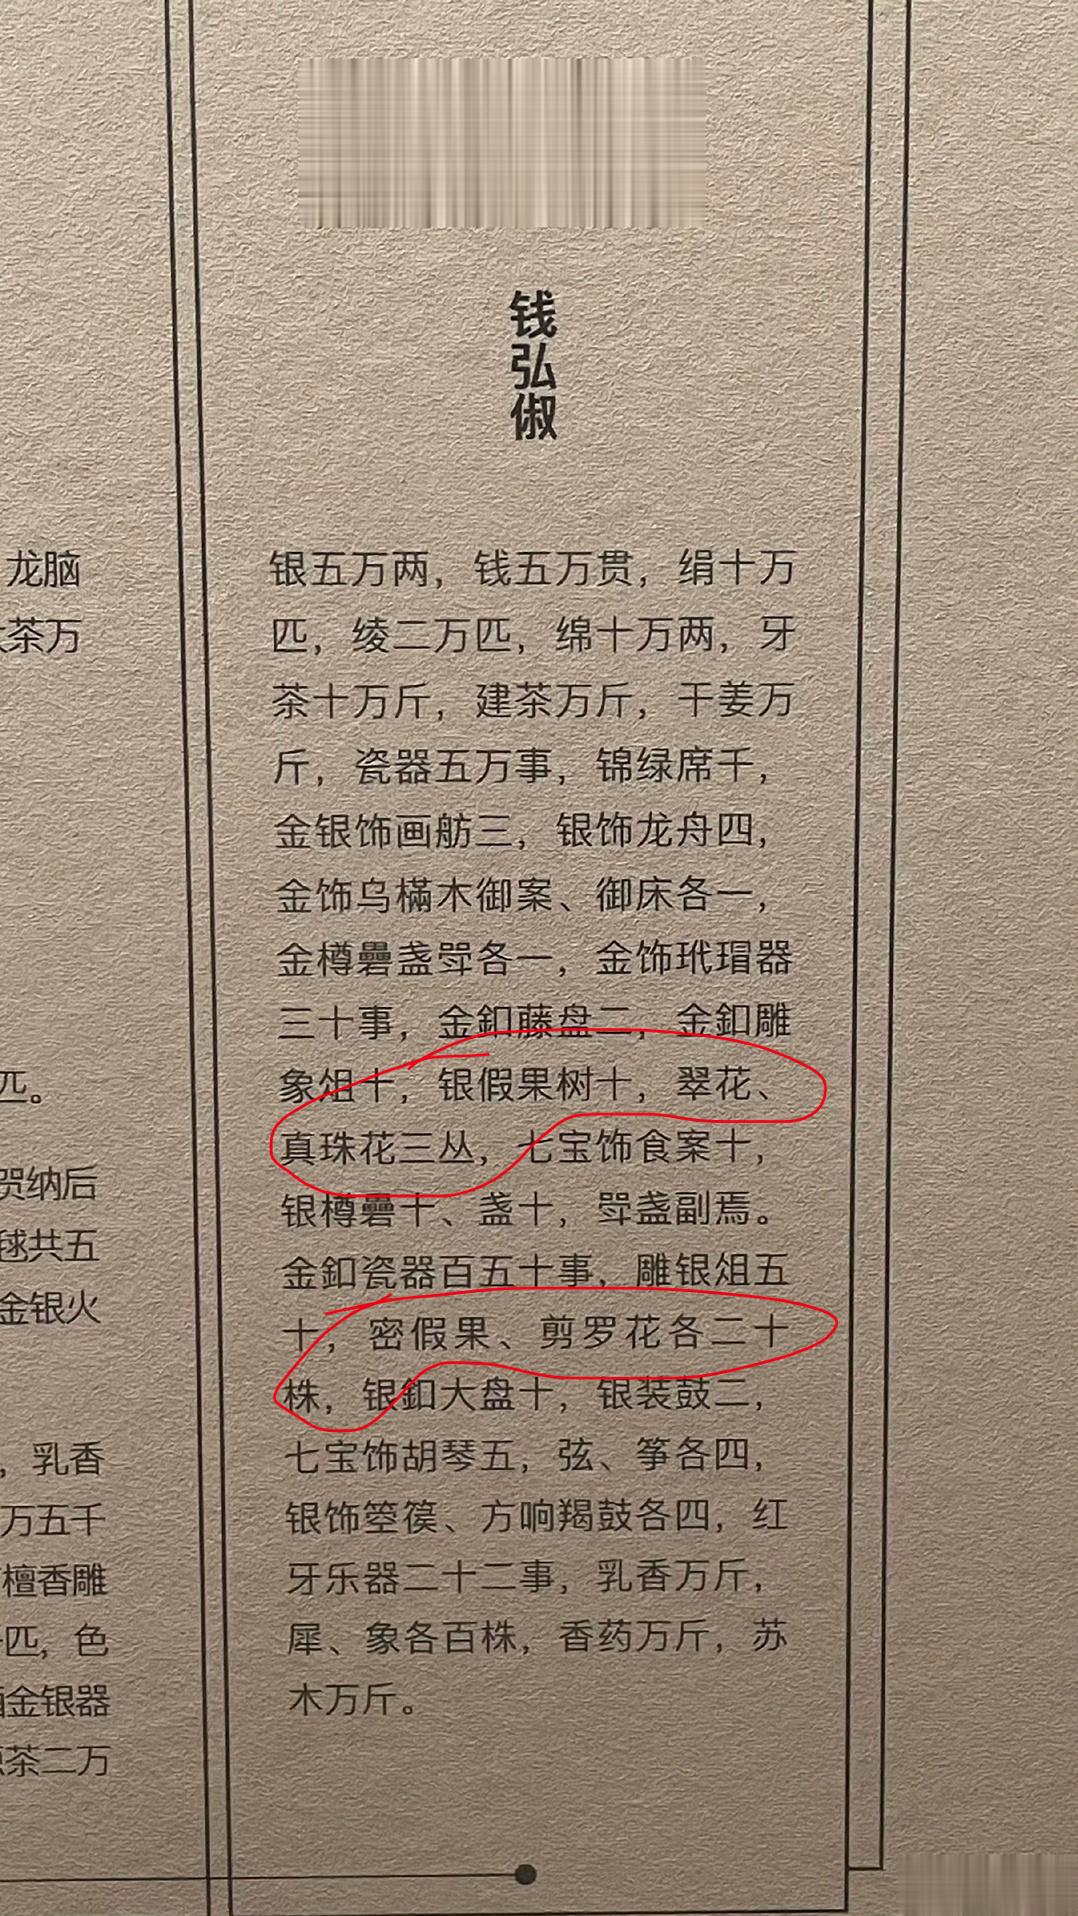 钱弘俶
银五万两，钱五万贯，绢十万
匹，绫二万匹，绵十万两，牙
茶十万斤，建茶万斤，干姜万
斤，瓷器五万事，锦绿席千，
金银饰画舫三，银饰龙舟四，
金饰乌樠木御案、御床各一，
金樽罍盏斝各一，金饰玳瑁器
三十事，金釦藤盘二，金釦雕
象俎十，银假果树十，翠花、
真珠花三丛，七宝饰食案十，
银樽罍十、盏十，斝盏副焉。
金釦瓷器百五十事，雕银俎五
十，密假果、剪罗花各二十
株，银釦大盘十，银装鼓二，
七宝饰胡琴五，弦、筝各四，
银饰箜篌、方响羯鼓各四，红
牙乐器二十二事，乳香万斤，
犀、象各百株，香药万斤，苏
木万斤。
龙脑
茶万
匹。
贺纳后
毬共五
金银火
，乳香
万五千
檀香雕
匹，色
金银器
茶二万